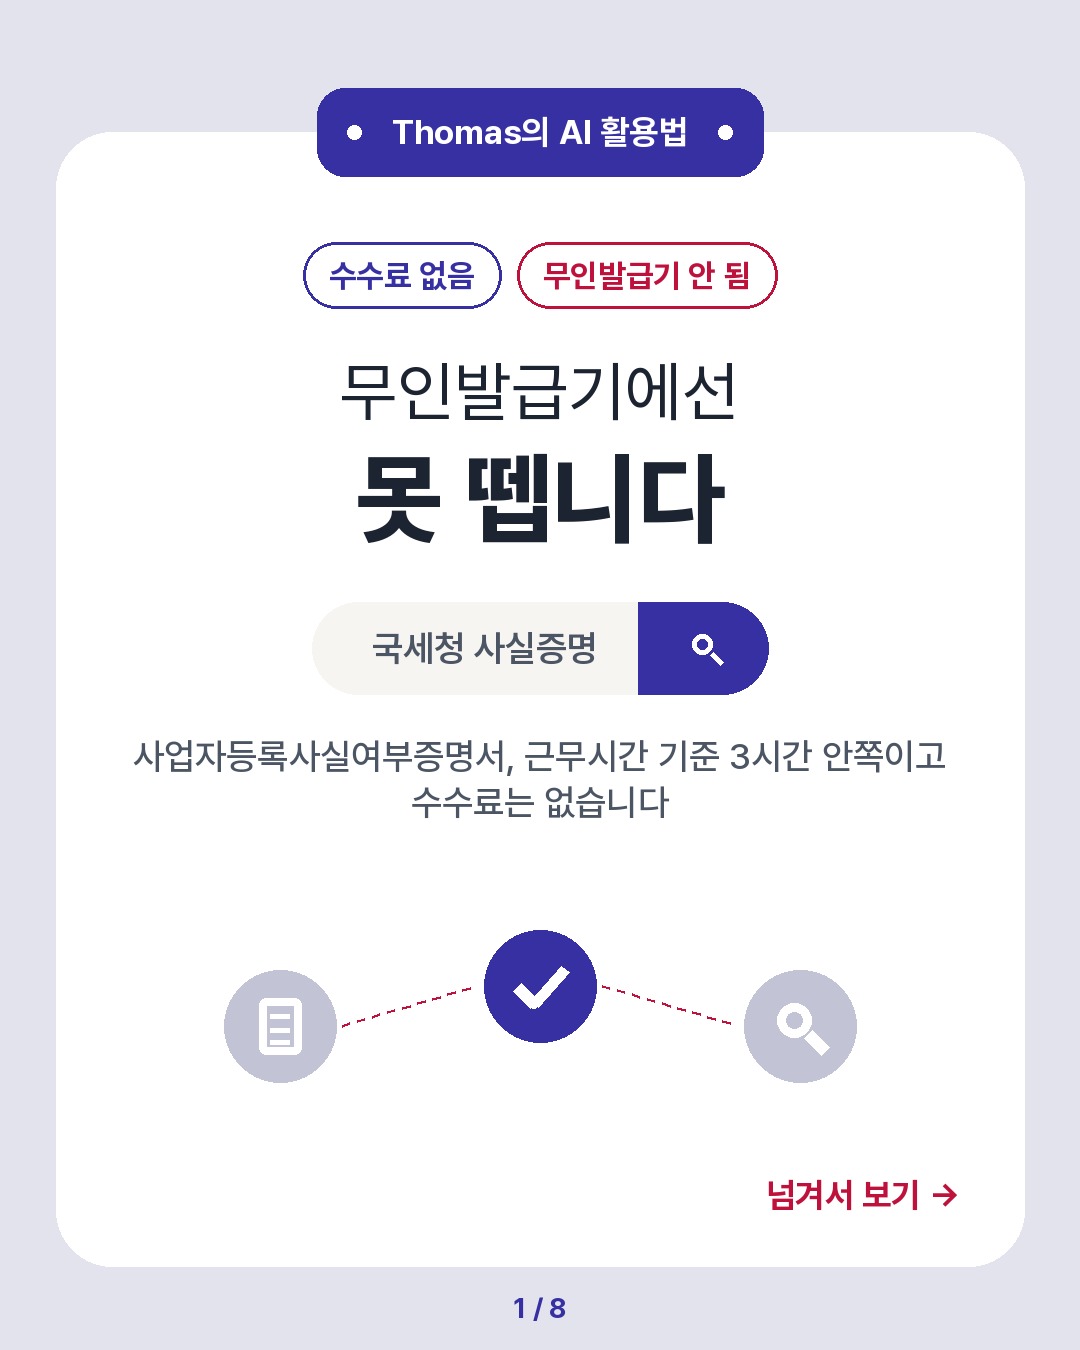 Thomas의 AI 활용법
수수료 없음
무인발급기 안 됨
무인발급기에선
못 뗍니다
국세청 사실증명
사업자등록사실여부증명서, 근무시간 기준 3시간 안쪽이고
수수료는 없습니다
넘겨서 보기 →
1 / 8